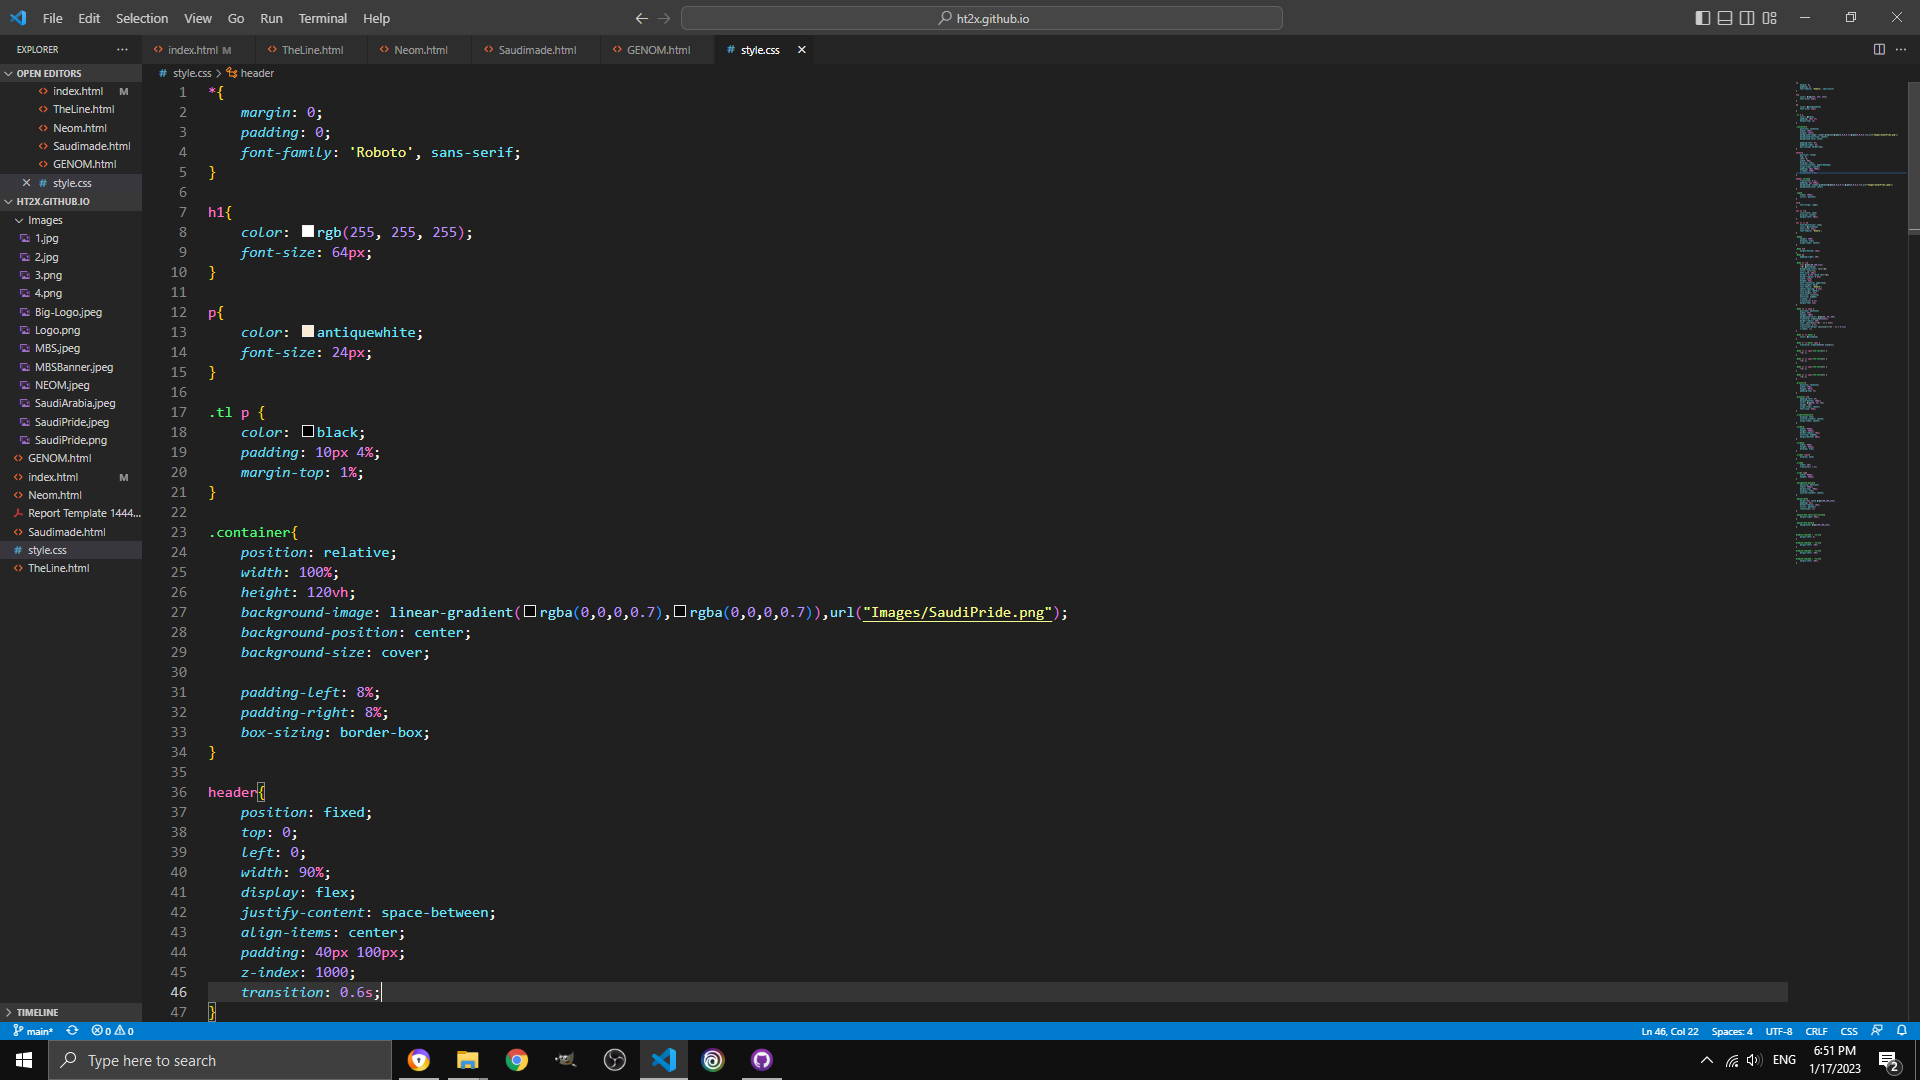 File Edit Selection View Go Run Terminal Help
ht2x.github.io
EXPLORER
index.html M TheLine.html Neom.html Saudimade.html GENOM.html style.css
OPEN EDITORS
index.html M
TheLine.html
Neom.html
Saudimade.html
GENOM.html
style.css
HT2X.GITHUB.IO
Images
1.jpg
2.jpg
3.png
4.png
Big-Logo.jpeg
Logo.png
MBS.jpeg
MBSBanner.jpeg
NEOM.jpeg
SaudiArabia.jpeg
SaudiPride.jpeg
SaudiPride.png
GENOM.html
index.html M
Neom.html
Report Template 1444...
Saudimade.html
style.css
TheLine.html
TIMELINE
style.css > header
1 *{
2 margin: 0;
3 padding: 0;
4 font-family: 'Roboto', sans-serif;
5 }
6
7 h1{
8 color: rgb(255, 255, 255);
9 font-size: 64px;
10 }
11
12 p{
13 color: antiquewhite;
14 font-size: 24px;
15 }
16
17 .tl p {
18 color: black;
19 padding: 10px 4%;
20 margin-top: 1%;
21 }
22
23 .container{
24 position: relative;
25 width: 100%;
26 height: 120vh;
27 background-image: linear-gradient(rgba(0,0,0,0.7),rgba(0,0,0,0.7)),url("Images/SaudiPride.png");
28 background-position: center;
29 background-size: cover;
30
31 padding-left: 8%;
32 padding-right: 8%;
33 box-sizing: border-box;
34 }
35
36 header{
37 position: fixed;
38 top: 0;
39 left: 0;
40 width: 90%;
41 display: flex;
42 justify-content: space-between;
43 align-items: center;
44 padding: 40px 100px;
45 z-index: 1000;
46 transition: 0.6s;
47 }
main* 0 0
Ln 46, Col 22 Spaces: 4 UTF-8 CRLF CSS
Type here to search
ENG
6:51 PM
1/17/2023
2